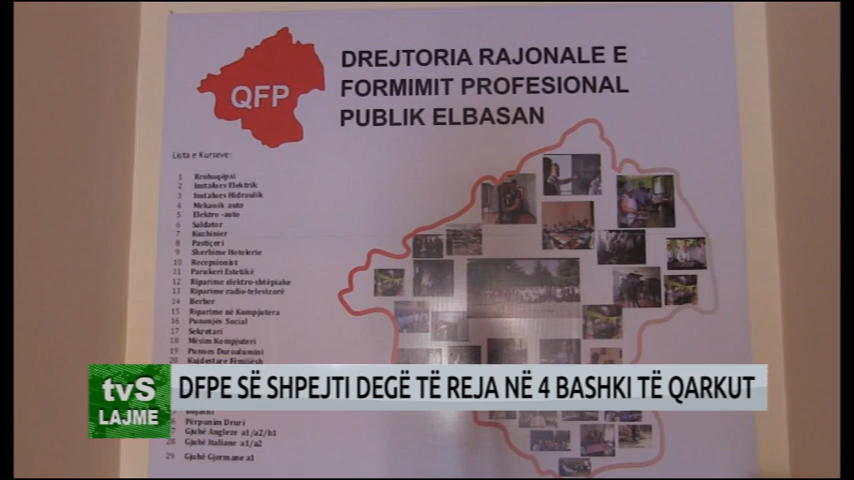 QFP
DREJTORIA RAJONALE E
FORMIMIT PROFESIONAL
PUBLIK ELBASAN
Lista e Kurseve:
1 Rrobaqepsi
2 Instalues Elektrik
3 Instalues Hidraulik
4 Mekanik auto
5 Elektro -auto
6 Saldator
7 Kuzhinier
8 Pastiçeri
9 Sherbime Hotelerie
10 Recepsionist
11 Parukeri Estetikë
12 Riparime elektro-shtëpiake
13 Riparime radio-televizorë
14 Berber
15 Riparime në Kompjutera
16 Punonjës Social
17 Sekretari
18 Mësim Kompjuteri
19 Punues Duralumini
20 Kujdestare Fëmijësh
tvS
LAJME
DFPE SË SHPEJTI DEGË TË REJA NË 4 BASHKI TË QARKUT
Përpunim Druri
Gjuhë Angleze a1/a2/b1
28 Gjuhë Italiane a1/a2
29 Gjuhë Gjermane a1